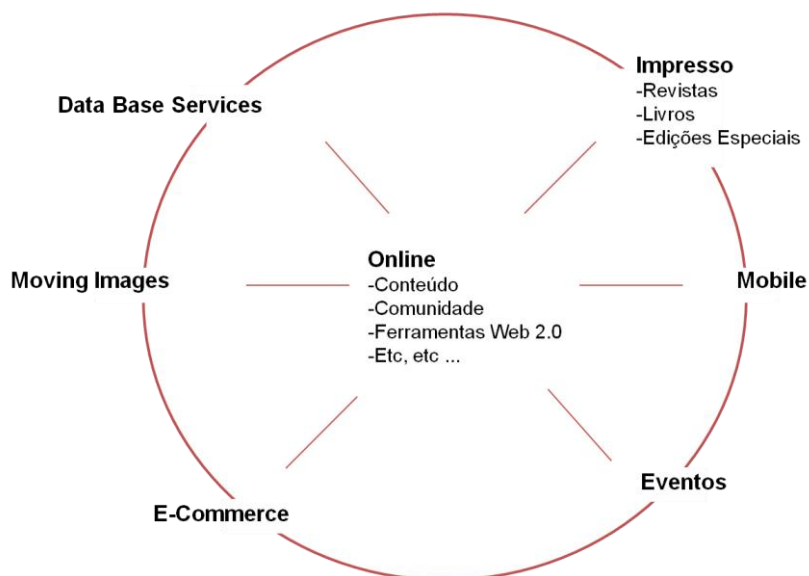 Impresso
-Revistas
-Livros
-Edições Especiais
Data Base Services
Online
-Conteúdo
-Comunidade
-Ferramentas Web 2.0
-Etc, etc ...
Moving Images
Mobile
E-Commerce
Eventos